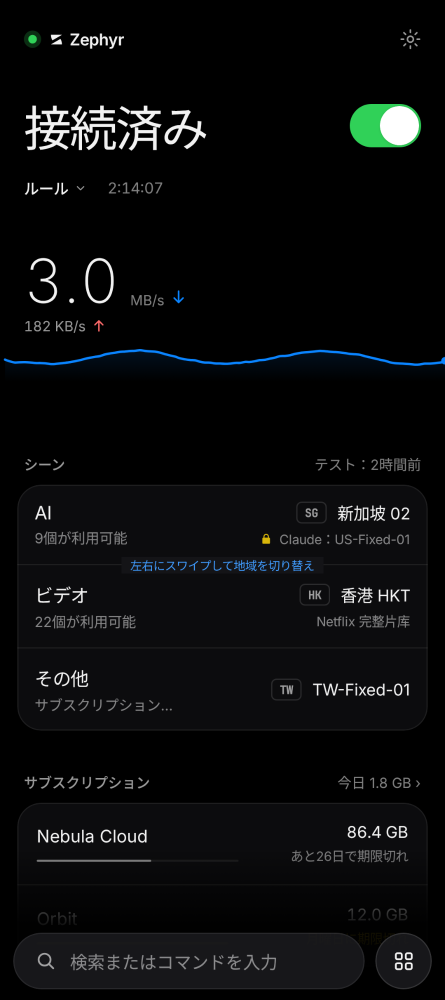 Zephyr
接続済み
ルール 2:14:07
3.0 MB/s ↓
182 KB/s ↑
シーン テスト：2時間前
AI SG 新加坡 02
9個が利用可能 Claude：US-Fixed-01
左右にスワイプして地域を切り替え
ビデオ HK 香港 HKT
22個が利用可能 Netflix 完整片库
その他 TW TW-Fixed-01
サブスクリプション...
サブスクリプション 今日 1.8 GB ›
Nebula Cloud 86.4 GB
あと26日で期限切れ
Orbit 12.0 GB
検索またはコマンドを入力